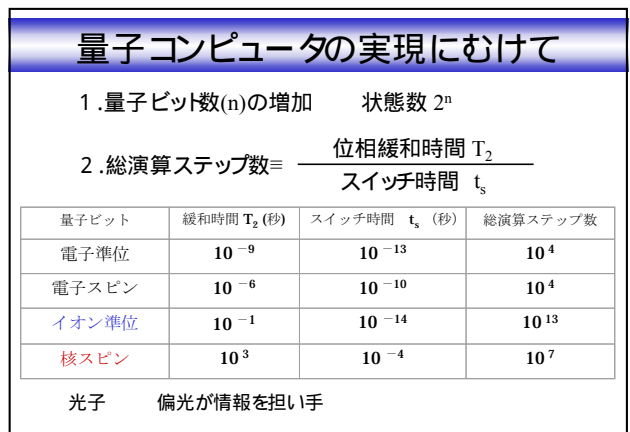 量子コンピュータの実現にむけて
1.量子ビット数(n)の増加 状態数 2ⁿ
2.総演算ステップ数≡ 位相緩和時間 T₂
スイッチ時間 tₛ
量子ビット 緩和時間 T₂ (秒) スイッチ時間 tₛ (秒) 総演算ステップ数
電子準位 10⁻⁹ 10⁻¹³ 10⁴
電子スピン 10⁻⁶ 10⁻¹⁰ 10⁴
イオン準位 10⁻¹ 10⁻¹⁴ 10¹³
核スピン 10³ 10⁻⁴ 10⁷
光子 偏光が情報を担い手